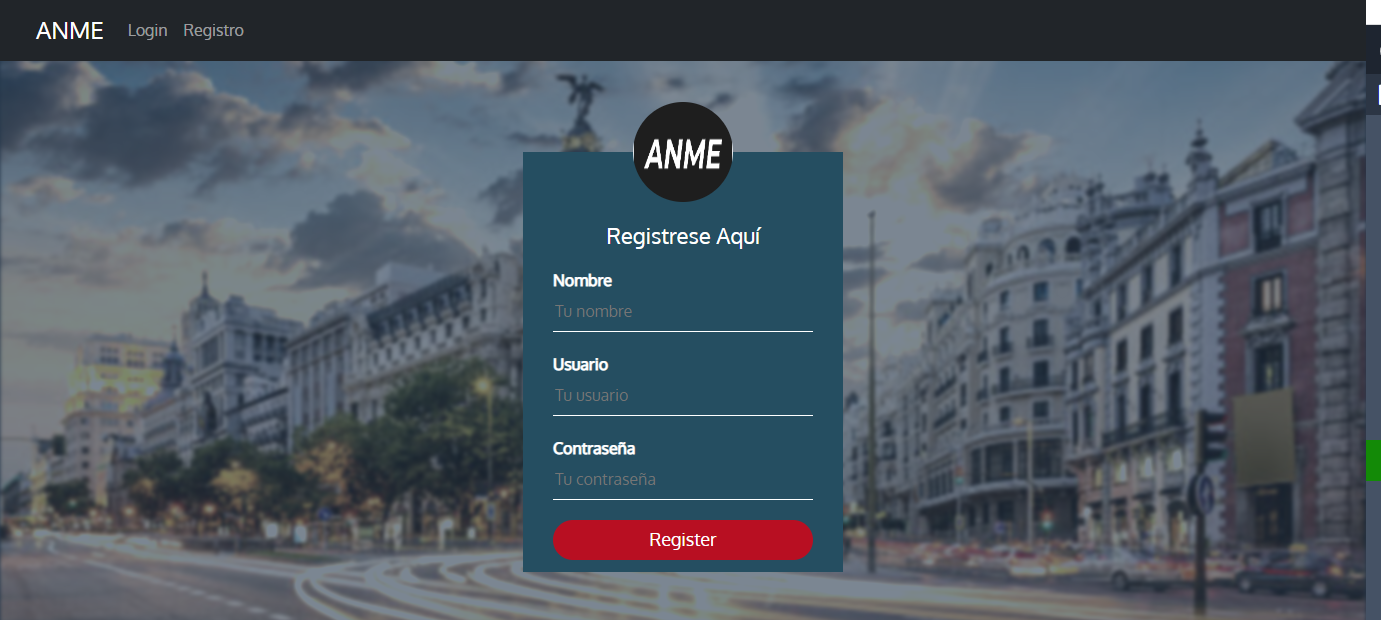 ANME Login Registro
ANME
Registrese Aquí
Nombre
Tu nombre
Usuario
Tu usuario
Contraseña
Tu contraseña
Register